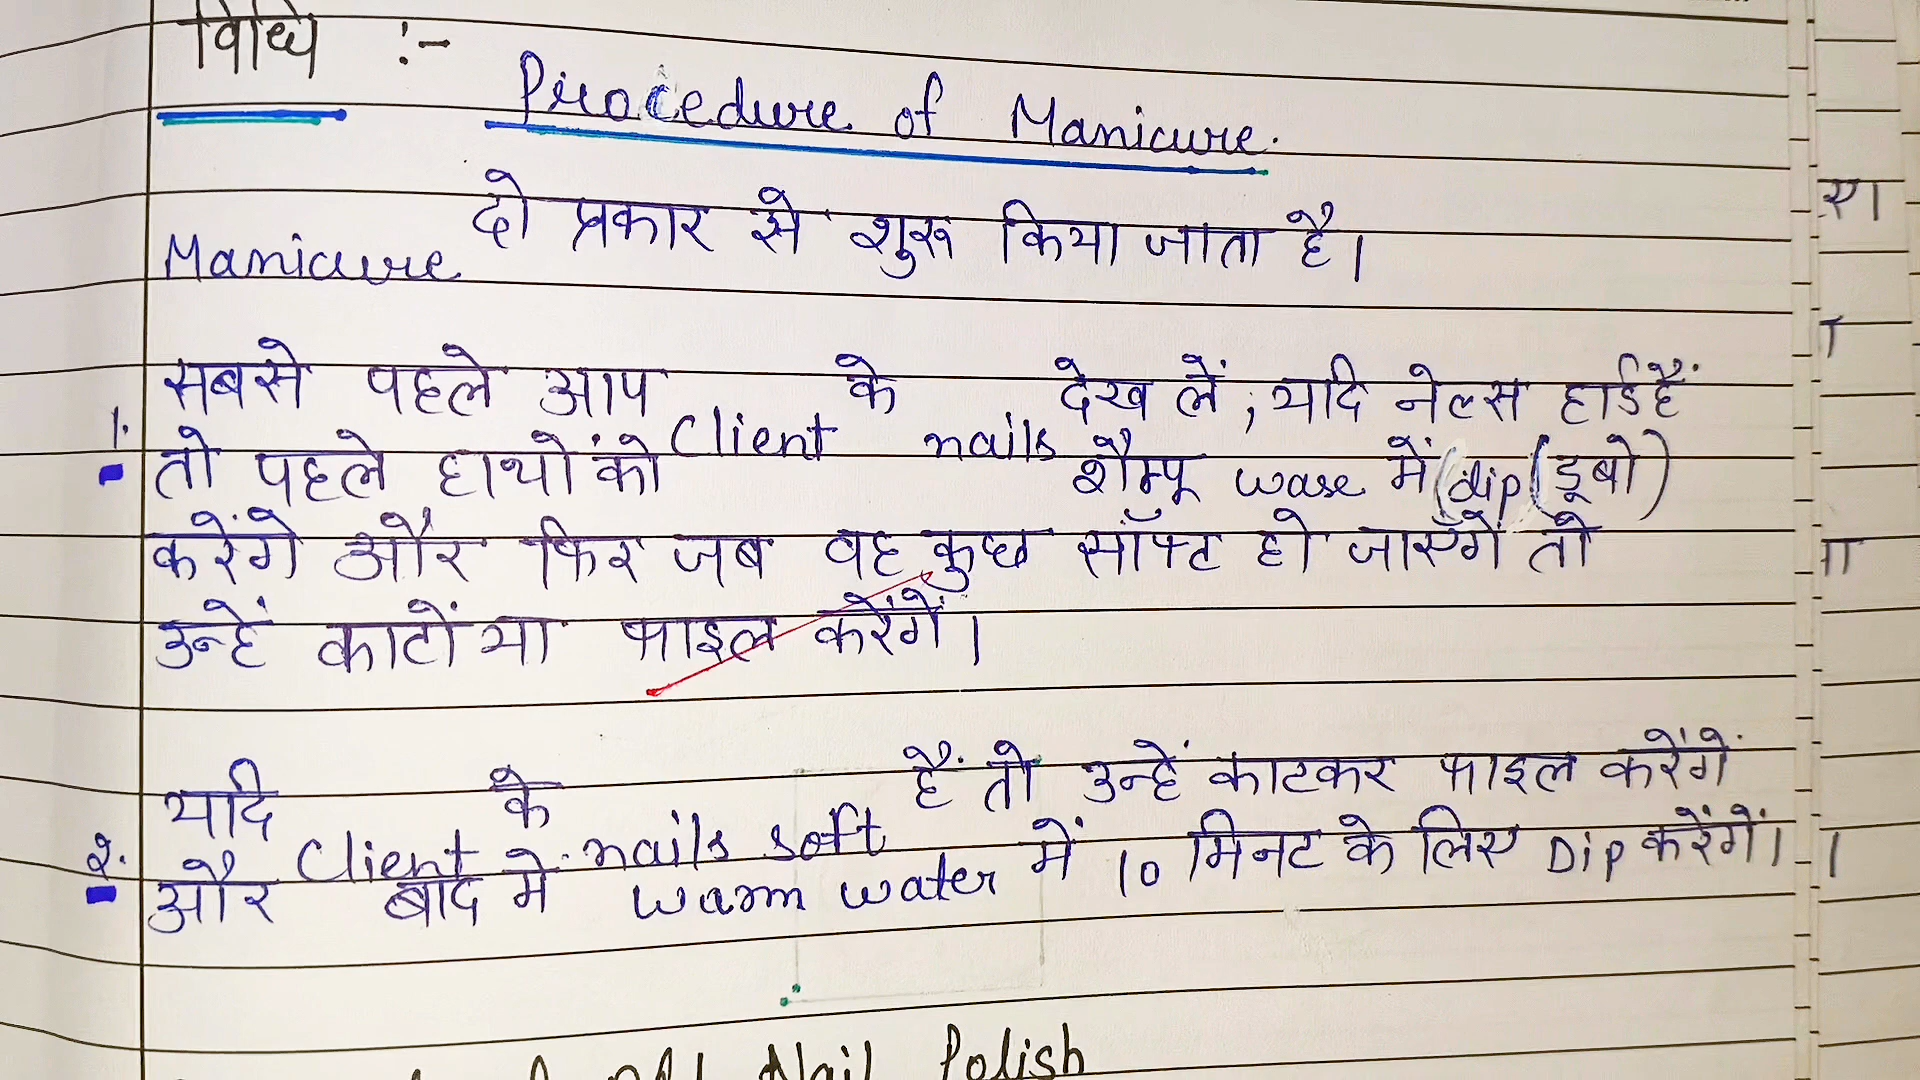 विधि :-
Procedure of Manicure.
Manicure दो प्रकार से शुरू किया जाता है।
1. सबसे पहले आप Client के nails देख लें, यदि नेल्स हार्ड हैं
तो पहले हाथों को शैम्पू wase में (dip (डूबो)
करेंगे और फिर जब वह कुछ सॉफ्ट हो जाएँगें तो
उन्हें काटों या फाइल करेंगें।
2. यदि Client के nails soft हैं तो उन्हें काटकर फाइल करेंगें
और बाद में warm water में 10 मिनट के लिए Dip करेंगें।
Nail Polish